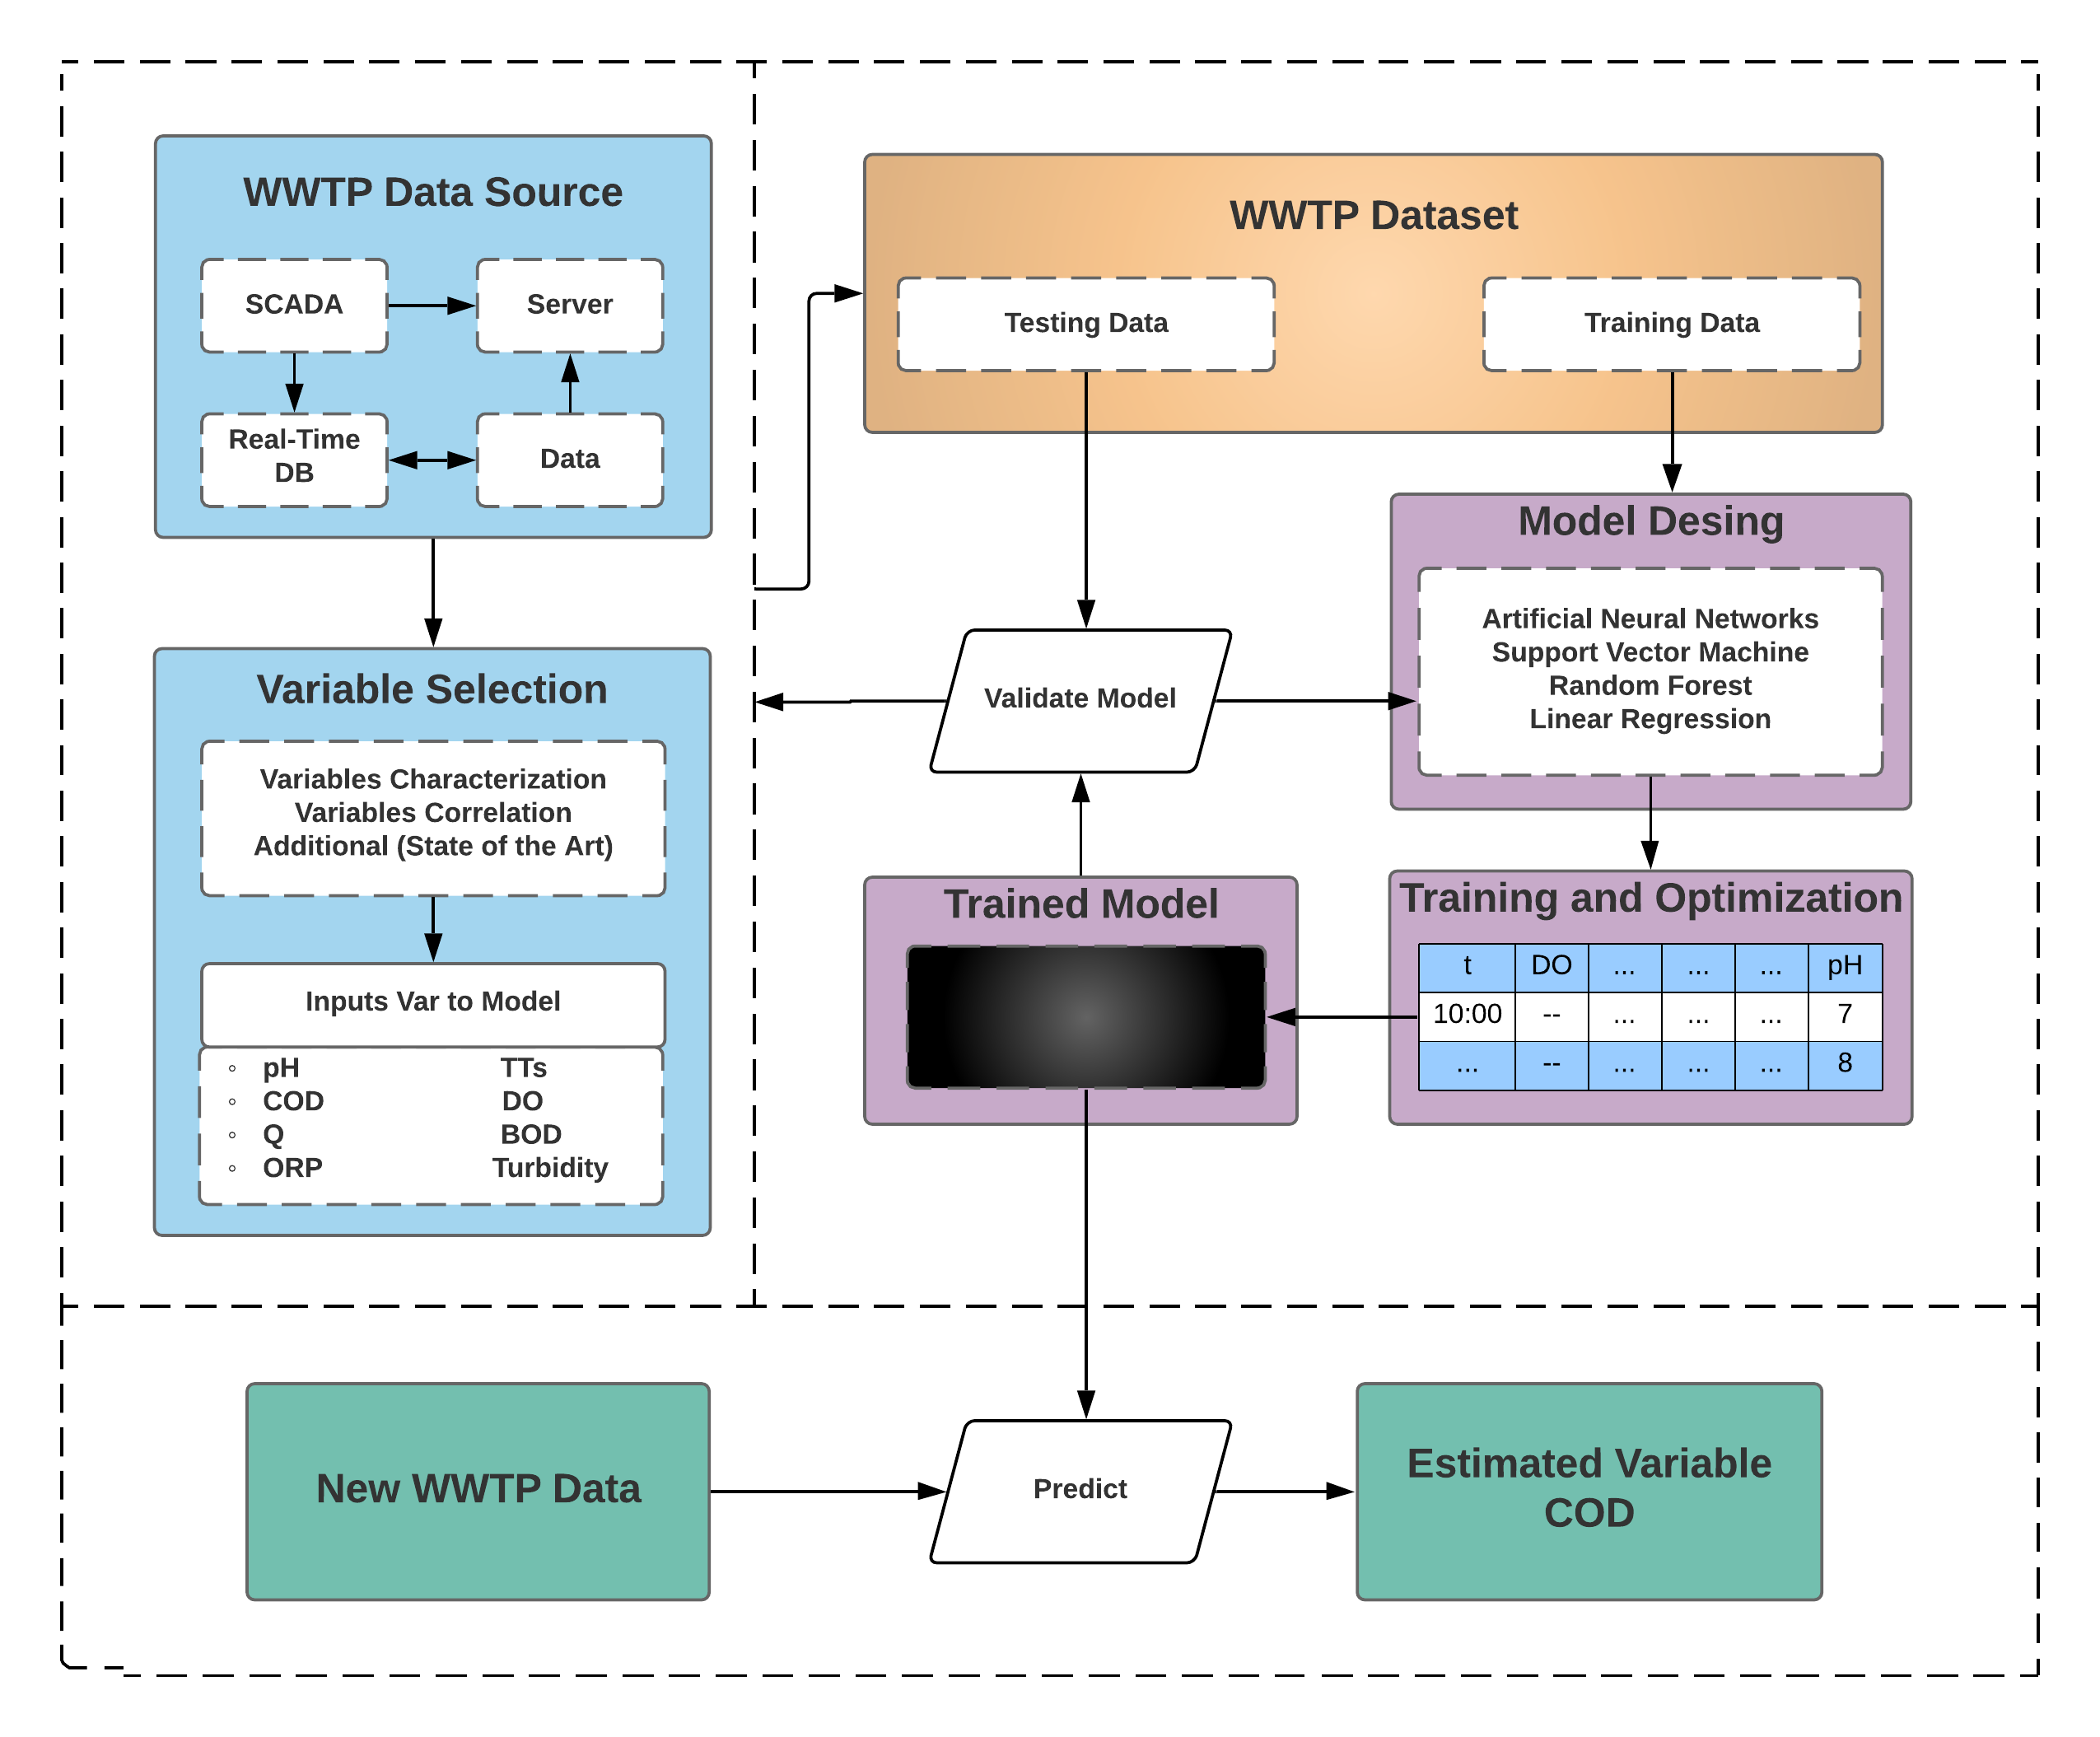 WWTP Data Source
SCADA
Server
Real-Time
DB
Data
Variable Selection
Variables Characterization
Variables Correlation
Additional (State of the Art)
Inputs Var to Model
◦ pH TTs
◦ COD DO
◦ Q BOD
◦ ORP Turbidity
WWTP Dataset
Testing Data
Training Data
Model Desing
Artificial Neural Networks
Support Vector Machine
Random Forest
Linear Regression
Validate Model
Trained Model
Training and Optimization
t DO ... ... ... pH
10:00 -- ... ... ... 7
... -- ... ... ... 8
New WWTP Data
Predict
Estimated Variable
COD